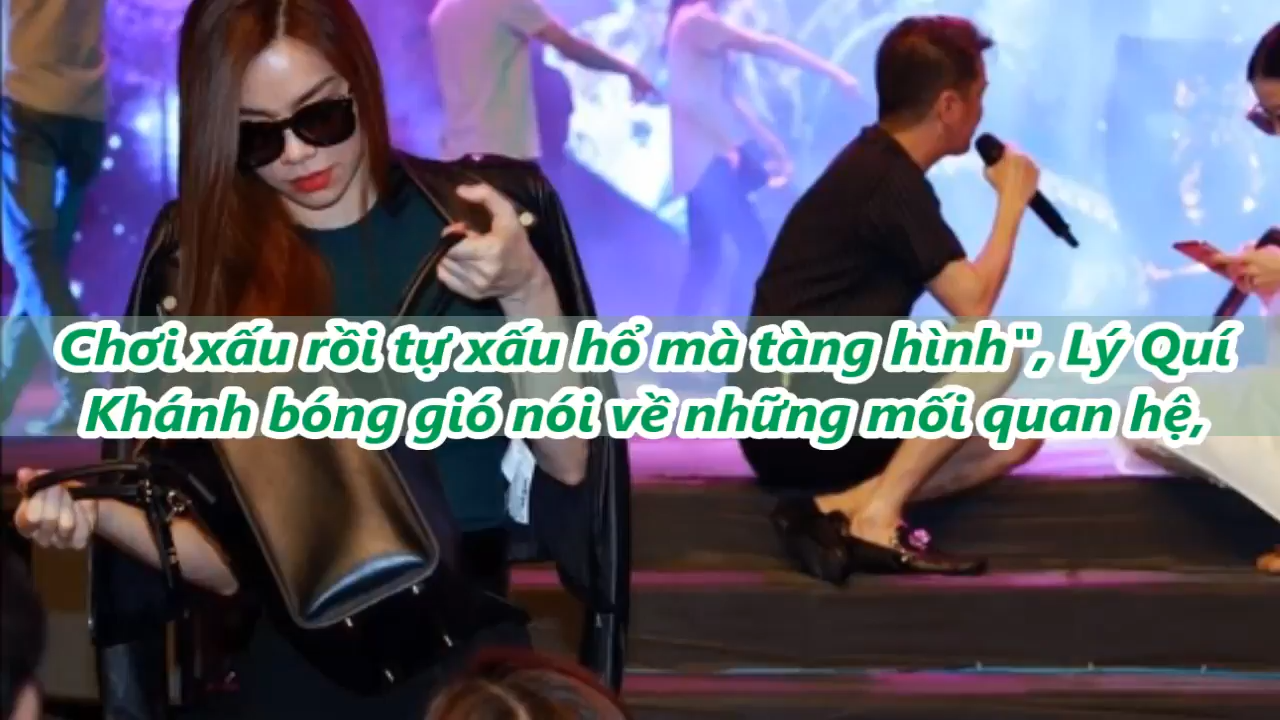 Chơi xấu rồi tự xấu hổ mà tàng hình", Lý Quí
Khánh bóng gió nói về những mối quan hệ,